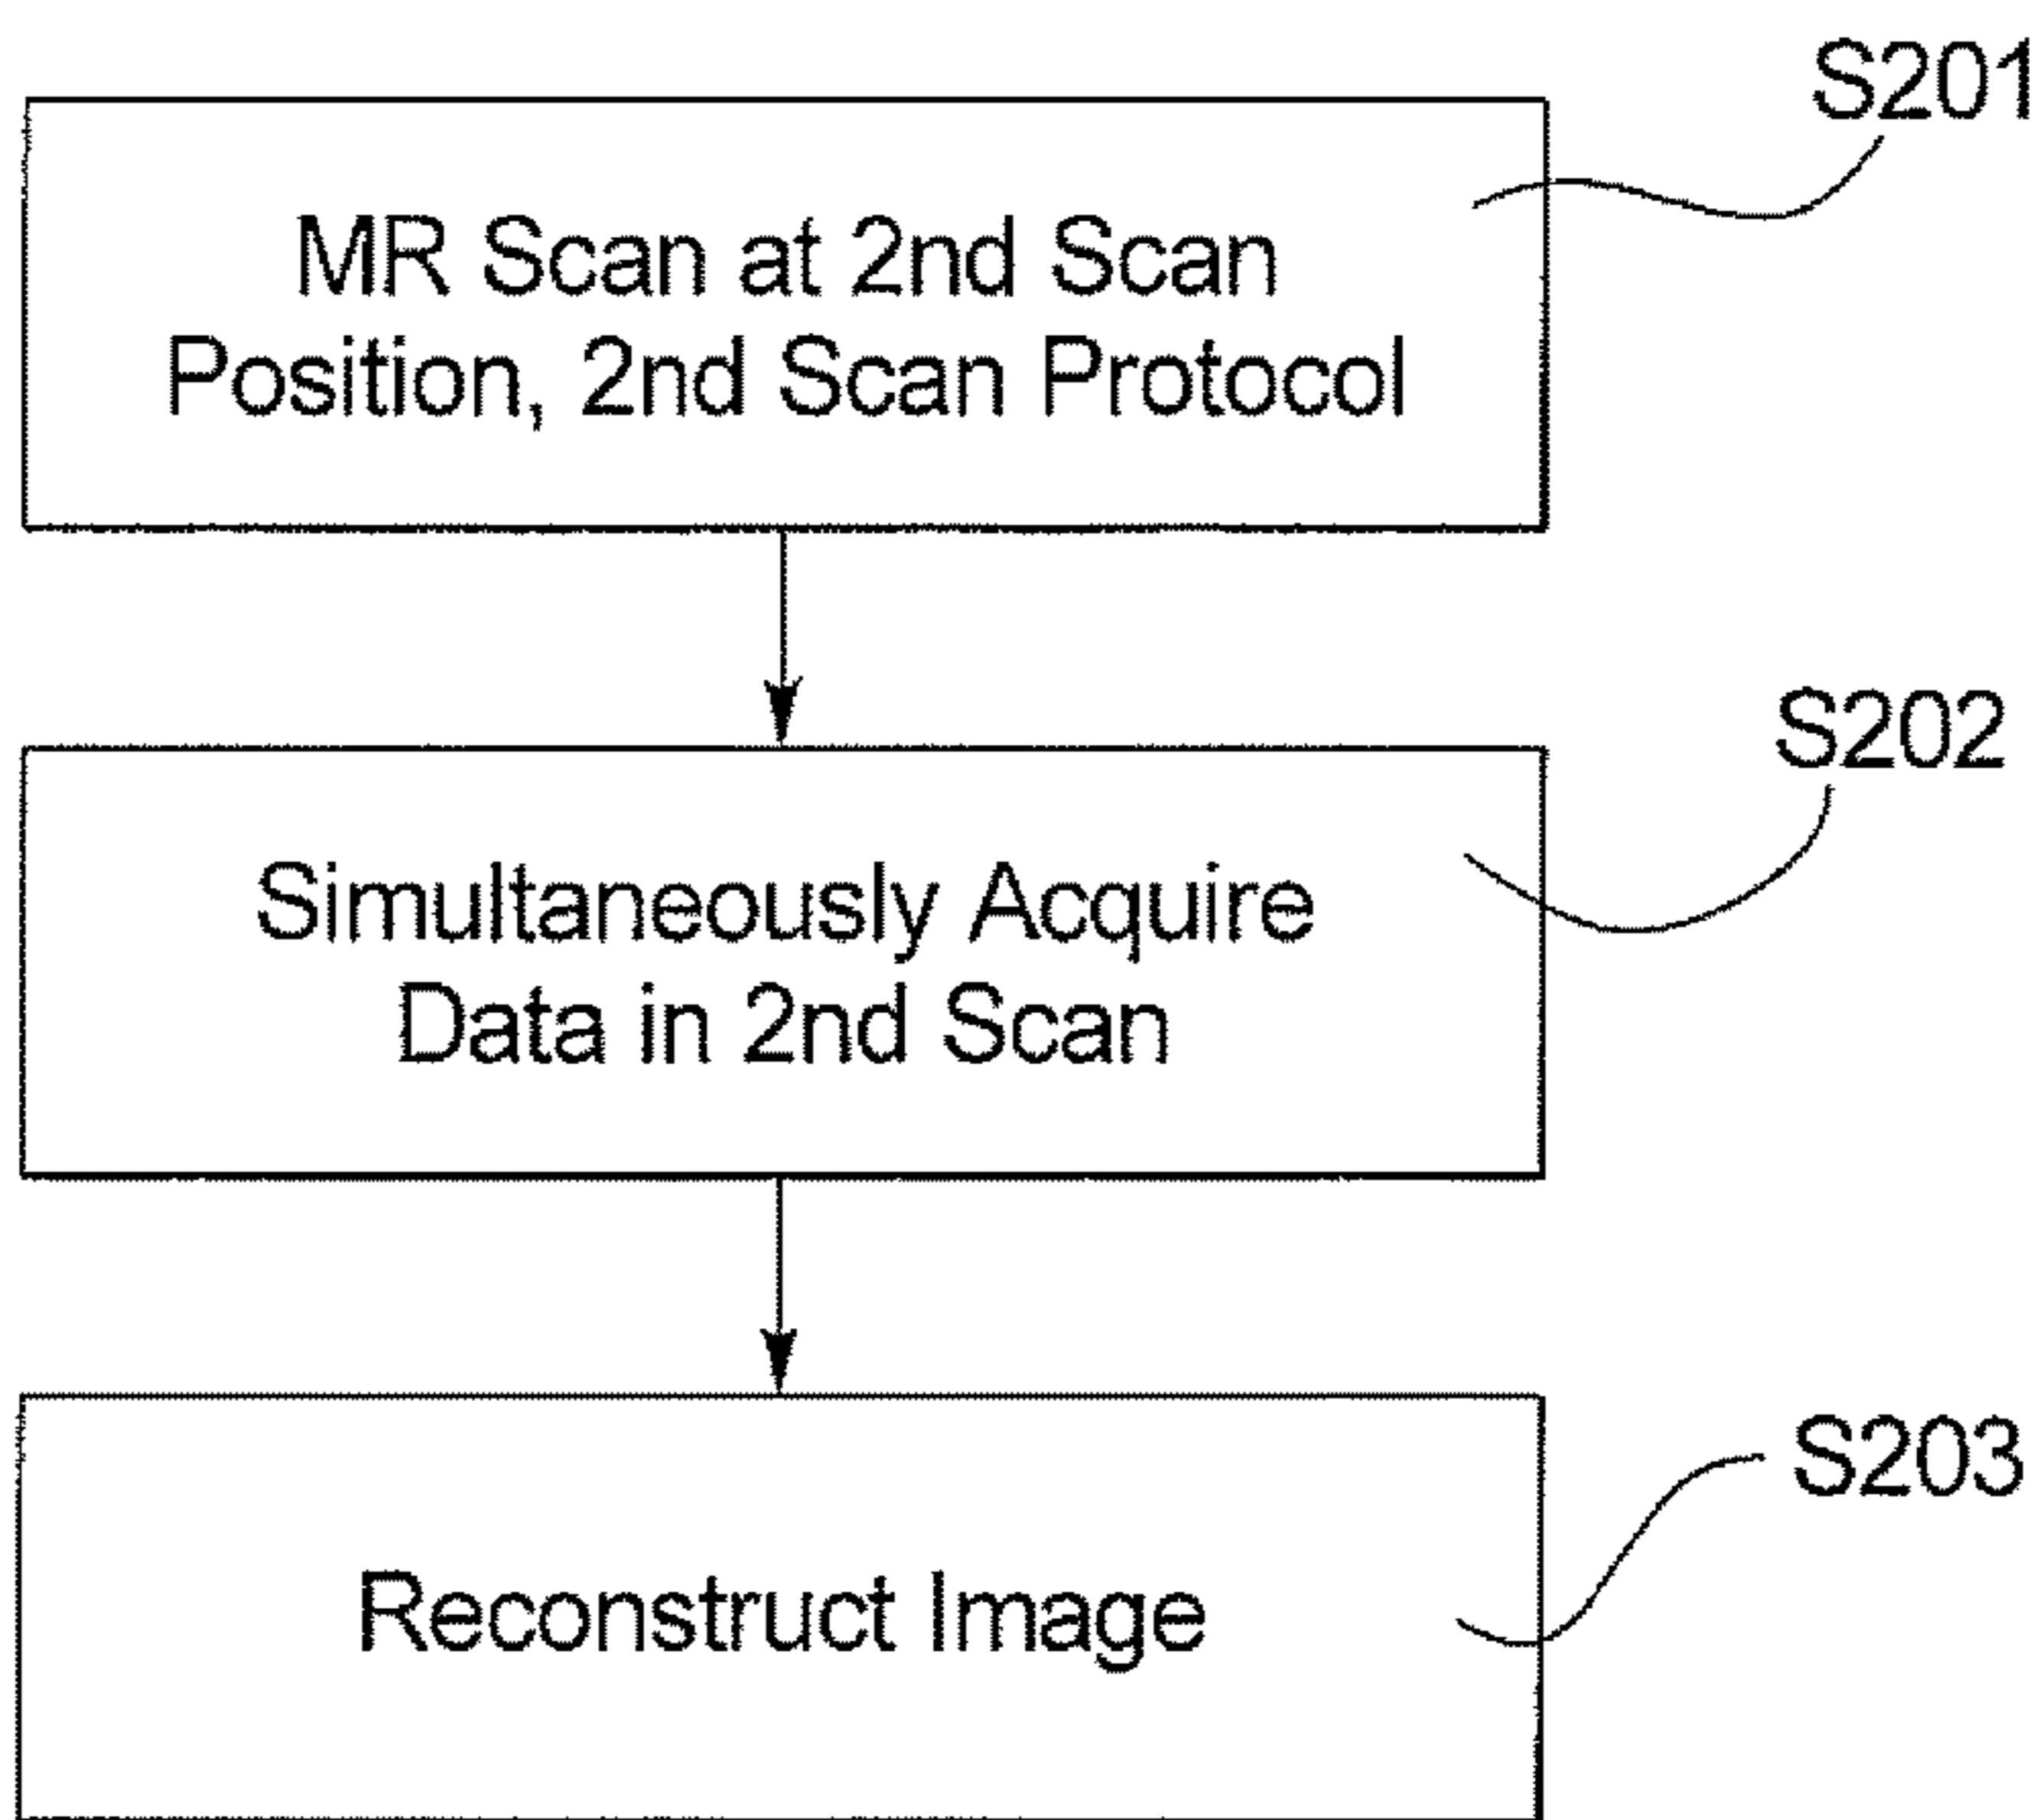 S201
MR Scan at 2nd Scan
Position, 2nd Scan Protocol
S202
Simultaneously Acquire
Data in 2nd Scan
S203
Reconstruct Image